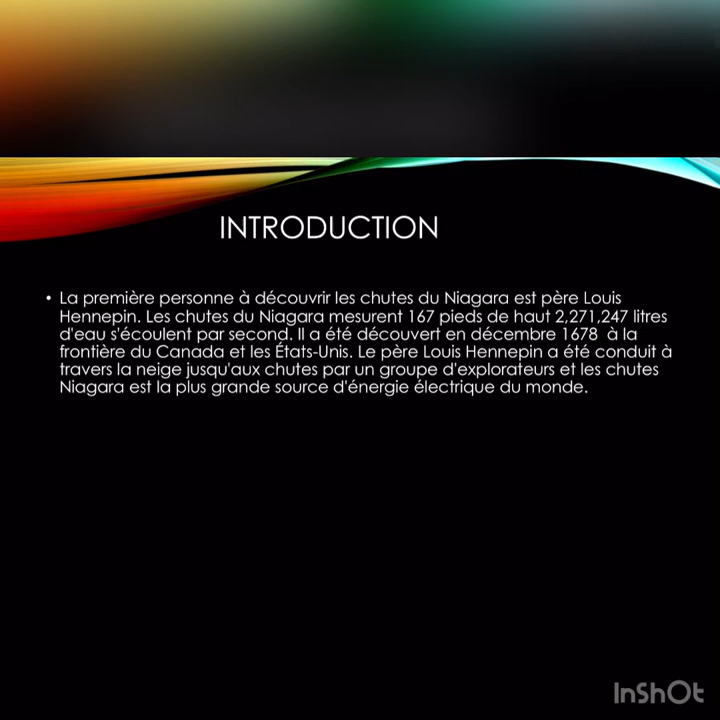 INTRODUCTION
• La première personne à découvrir les chutes du Niagara est père Louis
Hennepin. Les chutes du Niagara mesurent 167 pieds de haut 2,271,247 litres
d'eau s'écoulent par second. Il a été découvert en décembre 1678 à la
frontière du Canada et les États-Unis. Le père Louis Hennepin a été conduit à
travers la neige jusqu'aux chutes par un groupe d'explorateurs et les chutes
Niagara est la plus grande source d'énergie électrique du monde.
InShOt